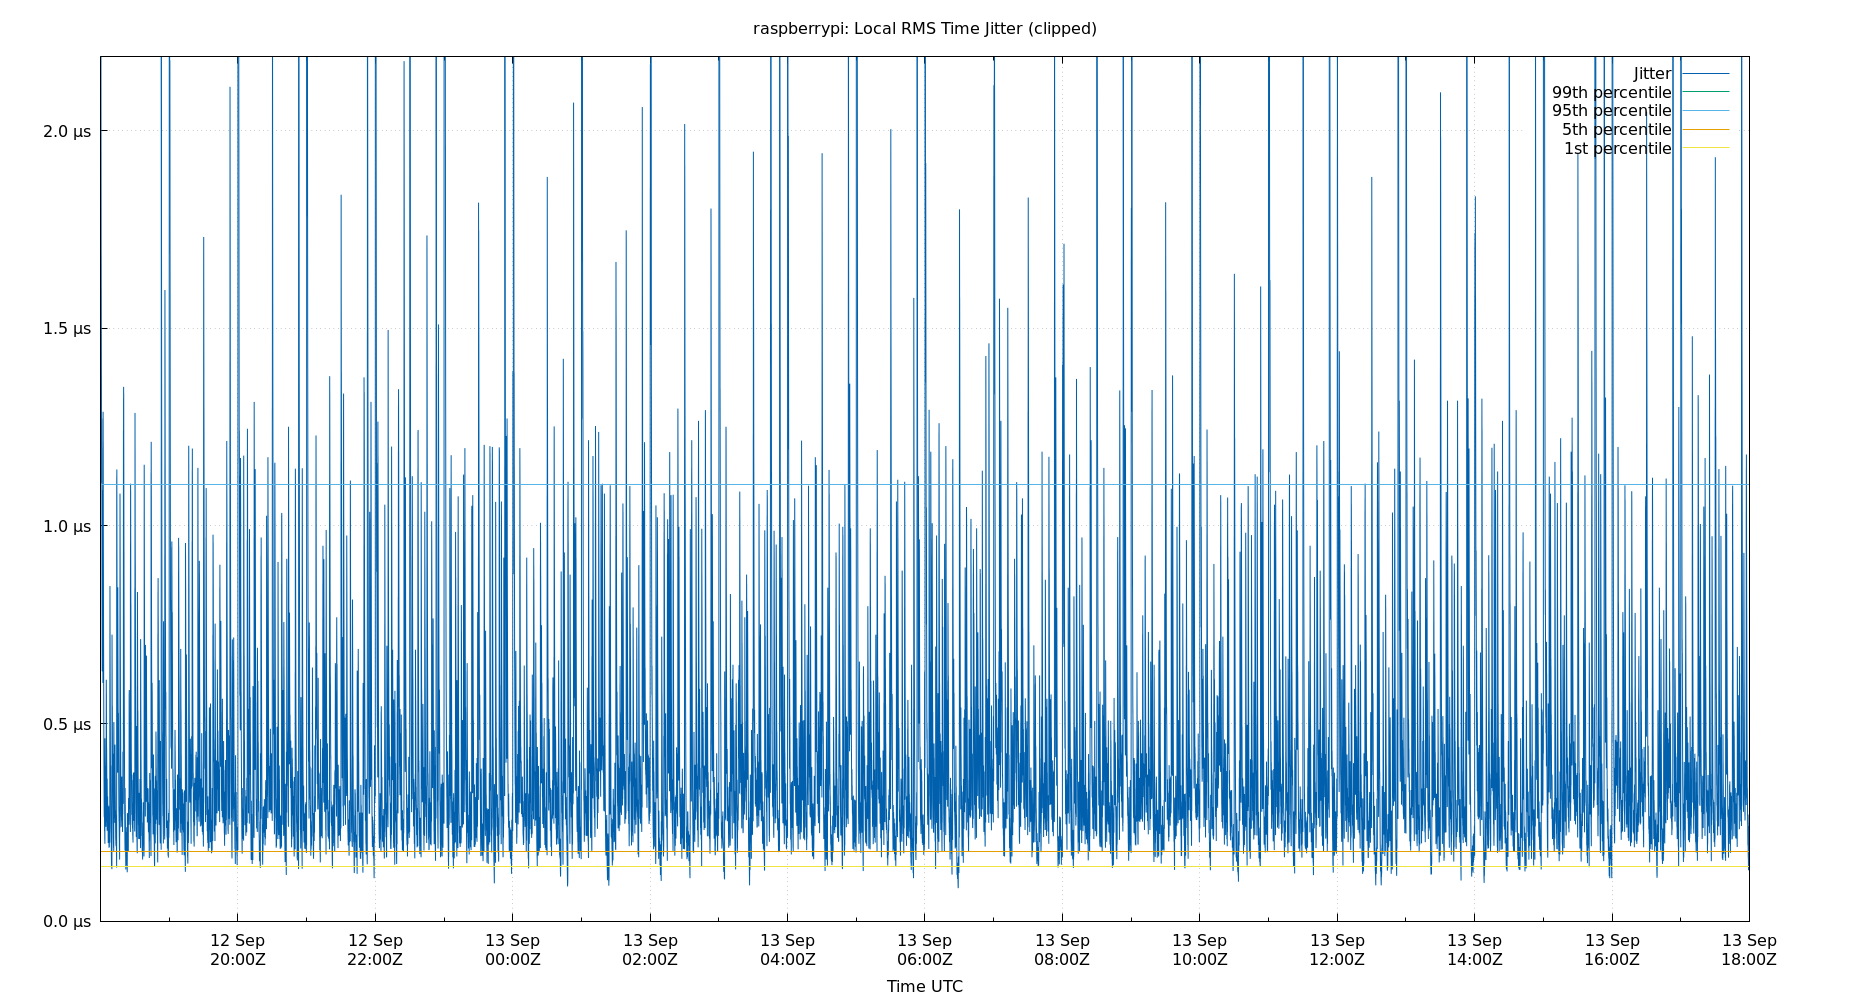 raspberrypi: Local RMS Time Jitter (clipped)
Jitter
99th percentile
95th percentile
5th percentile
1st percentile
2.0 μs
1.5 μs
1.0 μs
0.5 μs
0.0 μs
12 Sep 12 Sep 13 Sep 13 Sep 13 Sep 13 Sep 13 Sep 13 Sep 13 Sep 13 Sep 13 Sep 13 Sep
20:00Z 22:00Z 00:00Z 02:00Z 04:00Z 06:00Z 08:00Z 10:00Z 12:00Z 14:00Z 16:00Z 18:00Z
Time UTC